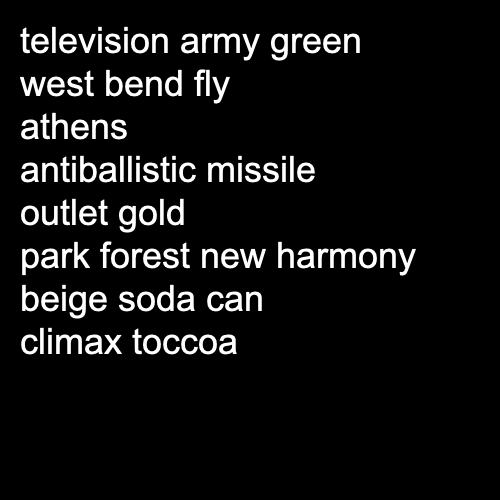 television army green
west bend fly
athens
antiballistic missile
outlet gold
park forest new harmony
beige soda can
climax toccoa